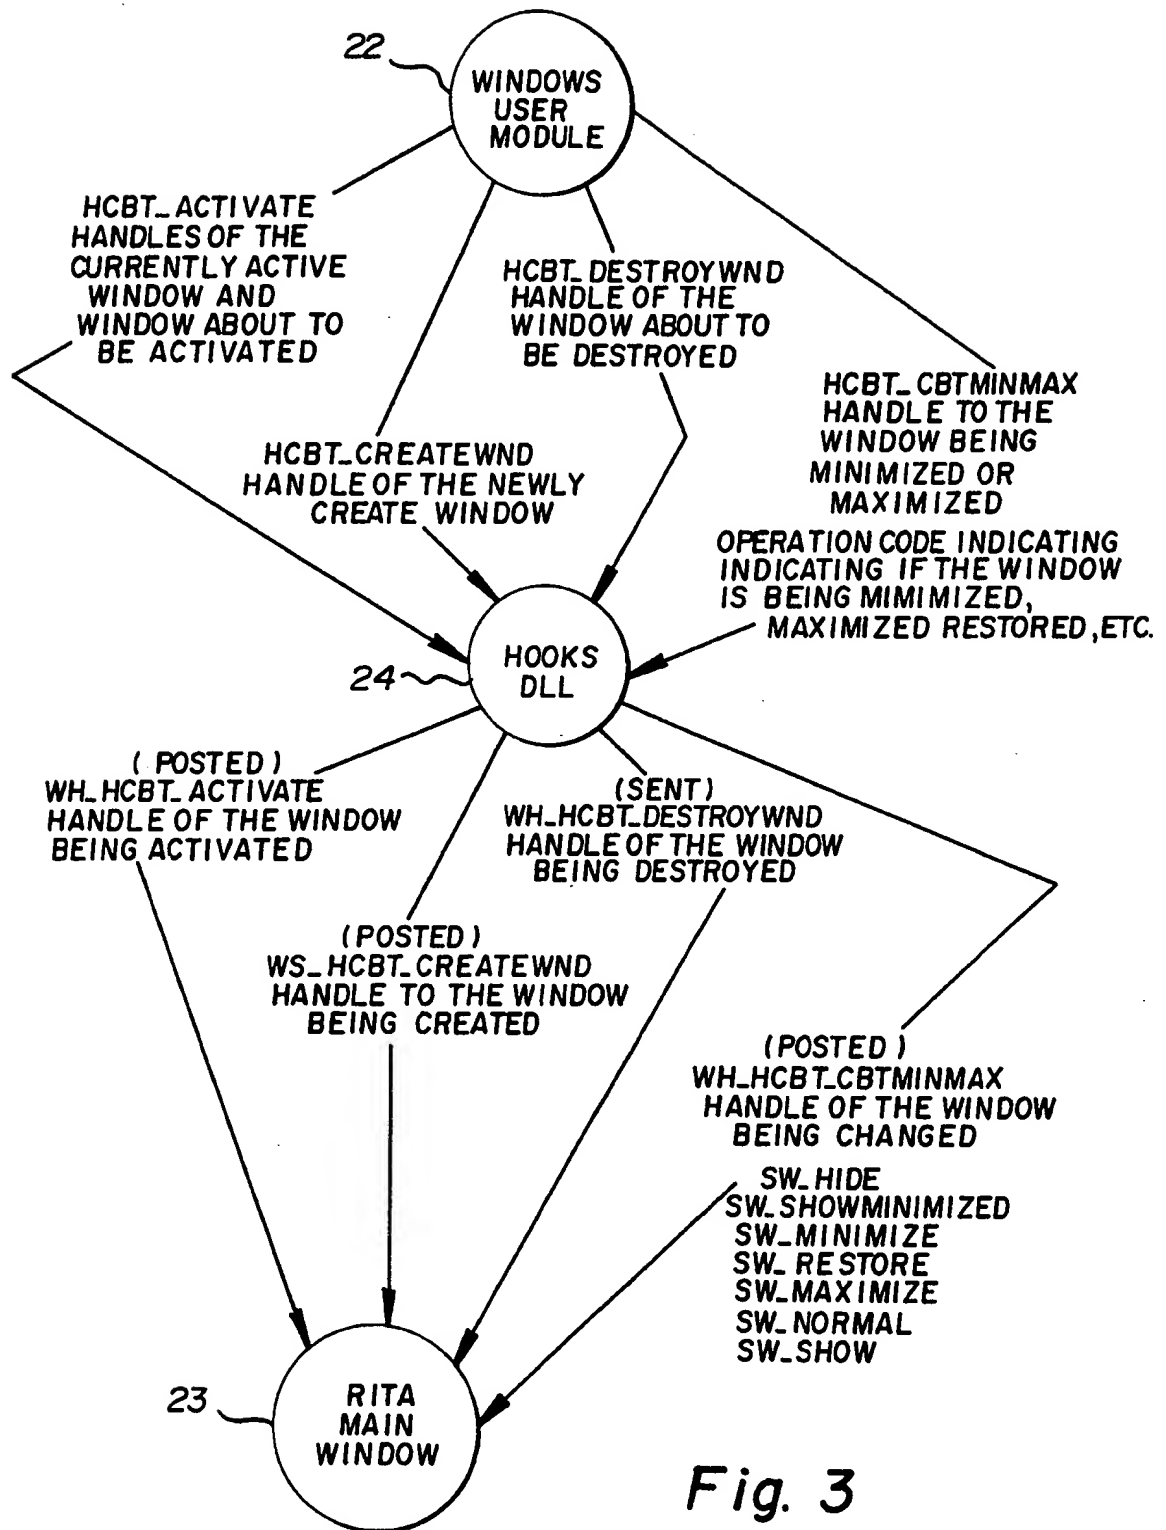 22
WINDOWS
USER
MODULE
HCBT_ACTIVATE
HANDLES OF THE
CURRENTLY ACTIVE
WINDOW AND
WINDOW ABOUT TO
BE ACTIVATED
HCBT_DESTROYWND
HANDLE OF THE
WINDOW ABOUT TO
BE DESTROYED
HCBT_CREATEWND
HANDLE OF THE NEWLY
CREATE WINDOW
HCBT_CBTMINMAX
HANDLE TO THE
WINDOW BEING
MINIMIZED OR
MAXIMIZED
OPERATION CODE INDICATING
INDICATING IF THE WINDOW
IS BEING MIMIMIZED,
MAXIMIZED RESTORED, ETC.
24
HOOKS
DLL
(POSTED)
WH_HCBT_ACTIVATE
HANDLE OF THE WINDOW
BEING ACTIVATED
(SENT)
WH_HCBT_DESTROYWND
HANDLE OF THE WINDOW
BEING DESTROYED
(POSTED)
WS_HCBT_CREATEWND
HANDLE TO THE WINDOW
BEING CREATED
(POSTED)
WH_HCBT_CBTMINMAX
HANDLE OF THE WINDOW
BEING CHANGED
SW_HIDE
SW_SHOWMINIMIZED
SW_MINIMIZE
SW_RESTORE
SW_MAXIMIZE
SW_NORMAL
SW_SHOW
23
RITA
MAIN
WINDOW
Fig. 3